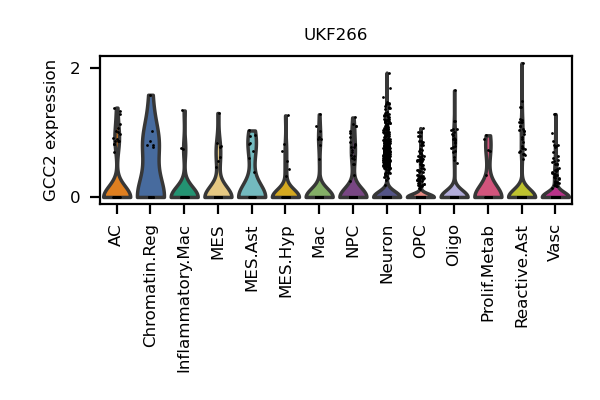 UKF266
GCC2 expression
2
0
AC
Chromatin.Reg
Inflammatory.Mac
MES
MES.Ast
MES.Hyp
Mac
NPC
Neuron
OPC
Oligo
Prolif.Metab
Reactive.Ast
Vasc